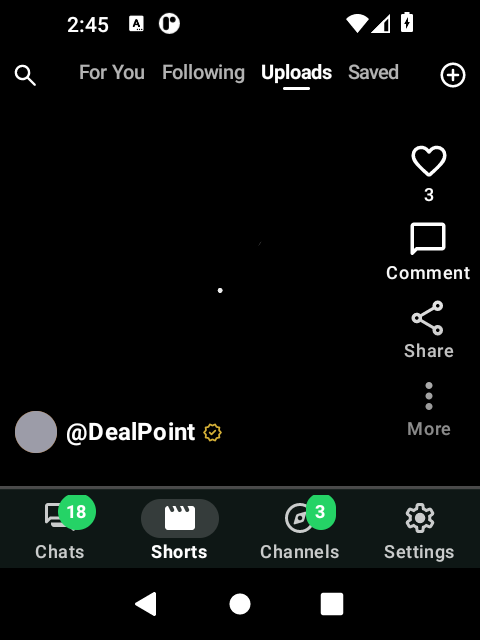 2:45
For You Following Uploads Saved
3
Comment
Share
More
@DealPoint
18
3
Chats Shorts Channels Settings